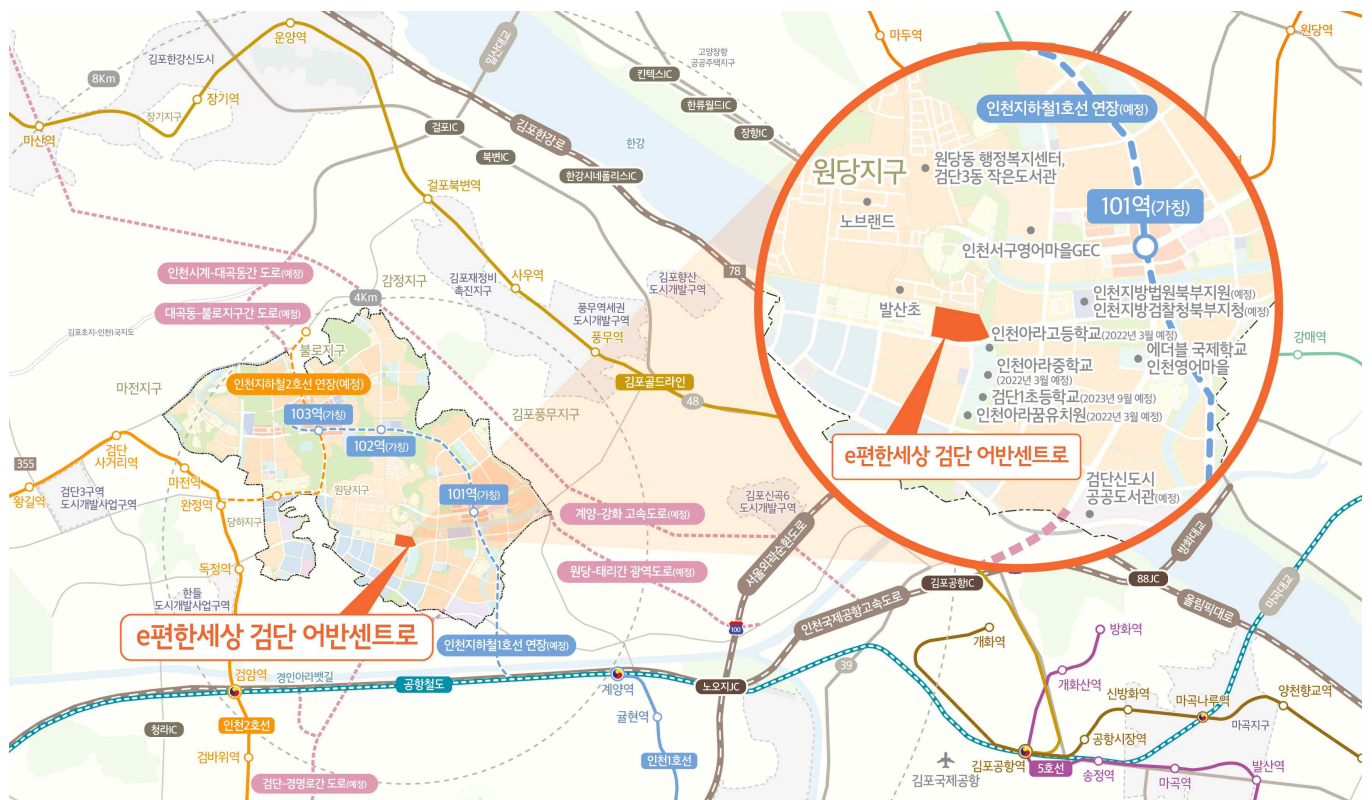 운양역
김포한강신도시
8Km
장기역
장기지구
마산역
일산대교
걸포IC
북변IC
김포한강로
한강시네폴리스IC
한강
킨텍스IC
한류월드IC
장항IC
고양장항
공공주택지구
마두역
원당역
걸포북변역
78
인천시계-대곡동간 도로(예정)
4Km
감정지구
김포재정비
촉진지구
사우역
김포향산
도시개발구역
대곡동-불로지구간 도로(예정)
김포초지-인천국지도
불로지구
풍무역세권
도시개발구역
풍무역
마전지구
인천지하철2호선 연장(예정)
김포골드라인
48
김포풍무지구
103역(가칭)
102역(가칭)
검단
사거리역
355
왕길역
검단3구역
도시개발사업구역
마전역
완정역
원당지구
101역(가칭)
당하지구
계양-강화 고속도로(예정)
김포신곡6
도시개발구역
서울외곽순환도로
독정역
한들
도시개발사업구역
원당-태리간 광역도로(예정)
e편한세상 검단 어반센트로
인천지하철1호선 연장(예정)
100
인천국제공항고속도로
김포공항IC
88JC
방화대교
올림픽대로
마곡대교
강매역
검암역
경인아라뱃길
공항철도
계양역
노오지JC
39
청라IC
인천2호선
검바위역
검단-경명로간 도로(예정)
귤현역
인천1호선
개화역
방화역
개화산역
신방화역
마곡나루역
양천향교역
마곡지구
공항시장역
김포공항역
김포국제공항
5호선
송정역
마곡역
발산역
인천지하철1호선 연장(예정)
원당지구
원당동 행정복지센터,
검단3동 작은도서관
노브랜드
101역(가칭)
인천서구영어마을GEC
발산초
인천지방법원북부지원(예정)
인천지방검찰청북부지청(예정)
인천아라고등학교(2022년 3월 예정)
에더블 국제학교
인천영어마을
인천아라중학교
(2022년 3월 예정)
검단1초등학교(2023년 9월 예정)
인천아라꿈유치원(2022년 3월 예정)
e편한세상 검단 어반센트로
검단신도시
공공도서관(예정)